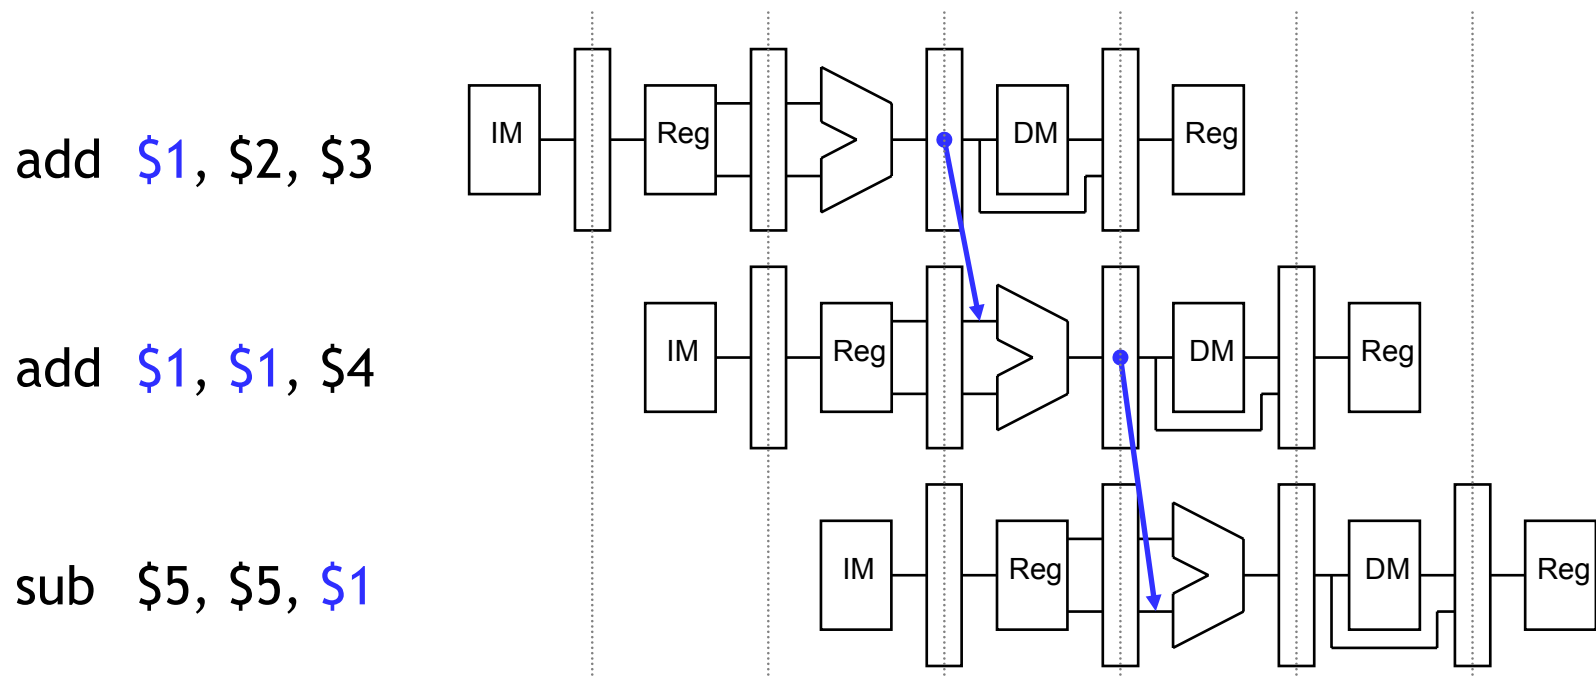 IM Reg DM Reg
add $1, $2, $3
IM Reg DM Reg
add $1, $1, $4
IM Reg DM Reg
sub $5, $5, $1